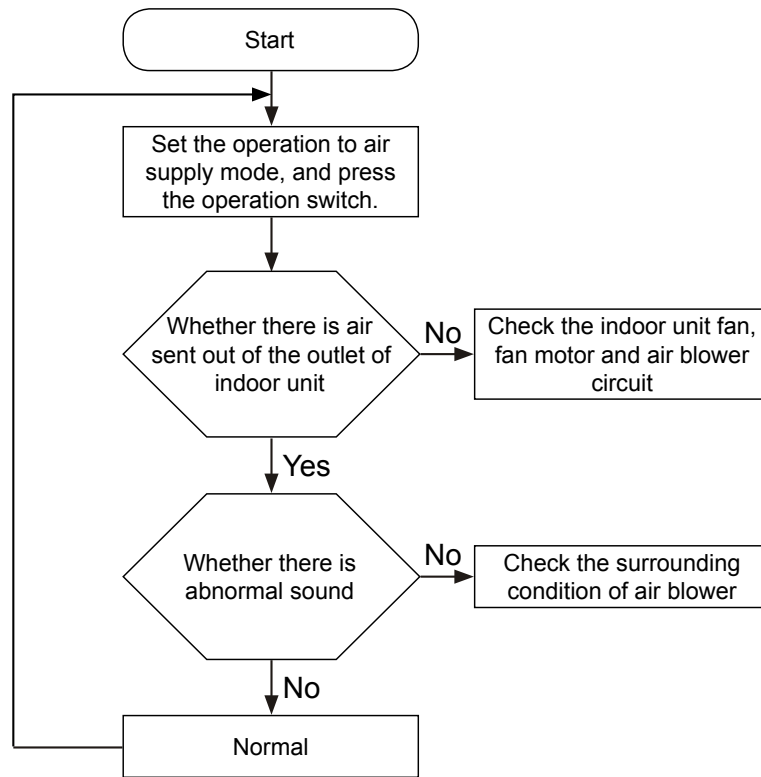 Start
Set the operation to air
supply mode, and press
the operation switch.
Whether there is air
sent out of the outlet of
indoor unit
No
Check the indoor unit fan,
fan motor and air blower
circuit
Yes
Whether there is
abnormal sound
No
Check the surrounding
condition of air blower
No
Normal